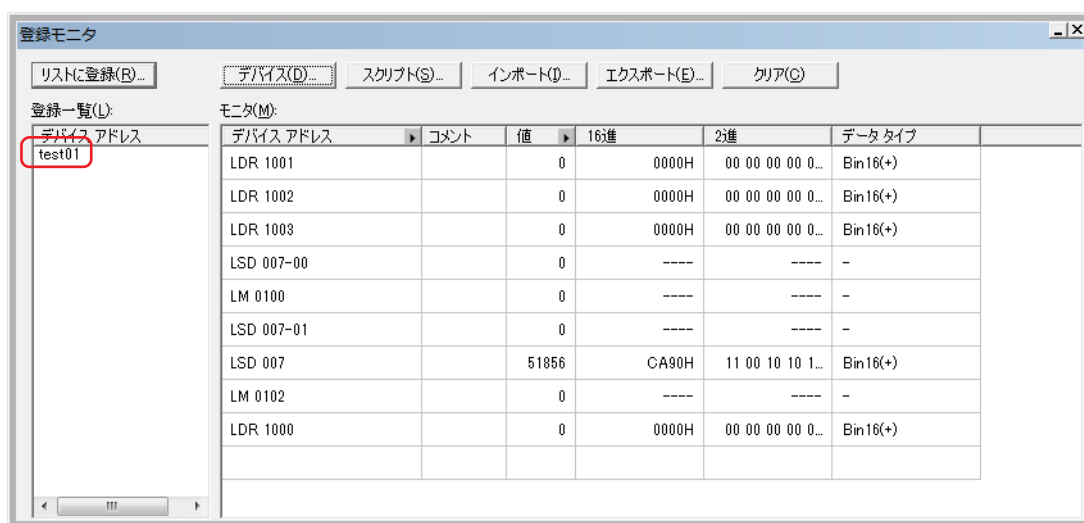 登録モニタ
リストに登録(R)... デバイス(D)... スクリプト(S)... インポート(I)... エクスポート(E)... クリア(C)
登録一覧(L): モニタ(M):
デバイス アドレス デバイス アドレス コメント 値 16進 2進 データ タイプ
test01
LDR 1001 0 0000H 00 00 00 00 0... Bin16(+)
LDR 1002 0 0000H 00 00 00 00 0... Bin16(+)
LDR 1003 0 0000H 00 00 00 00 0... Bin16(+)
LSD 007-00 0 ---- ---- -
LM 0100 0 ---- ---- -
LSD 007-01 0 ---- ---- -
LSD 007 51856 CA90H 11 00 10 10 1... Bin16(+)
LM 0102 0 ---- ---- -
LDR 1000 0 0000H 00 00 00 00 0... Bin16(+)